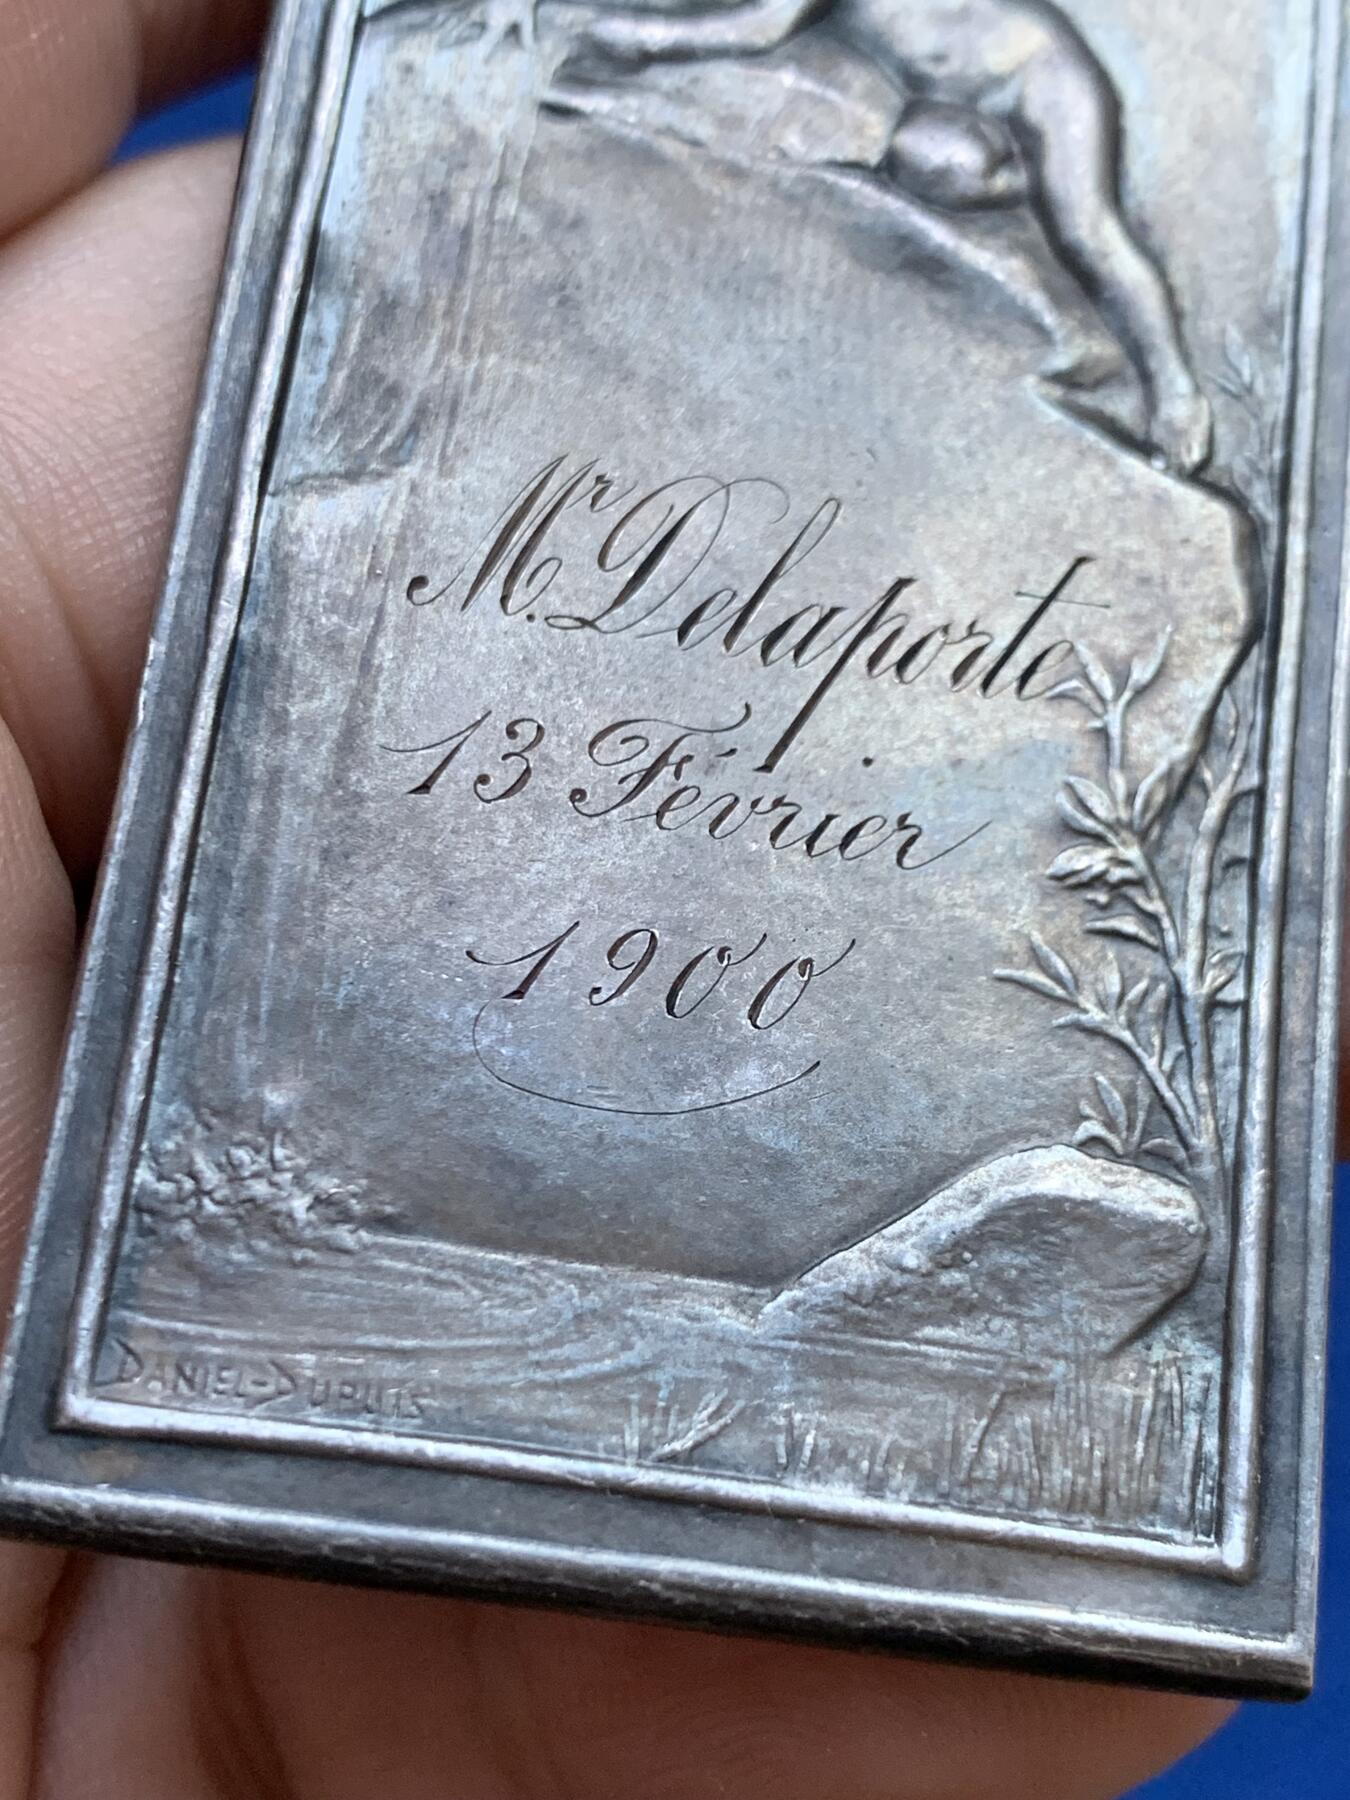 Mr. Delaporte
13 Février
1900
DANIEL-DUPUIS